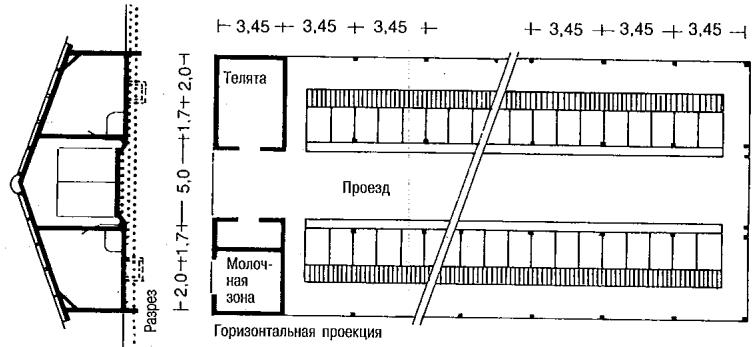 3,45 3,45 3,45 3,45 3,45 3,45
Телята
2,0
1,7
5,0
Проезд
1,7
2,0
Молоч-
ная
зона
Разрез
Горизонтальная проекция